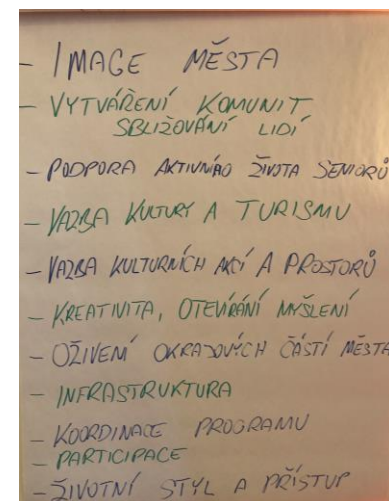 - IMAGE MĚSTA
- VYTVÁŘENÍ KOMUNIT
SBLIŽOVÁNÍ LIDÍ
- PODPORA AKTIVNÍHO ŽIVOTA SENIORŮ
- VAZBA KULTURY A TURISMU
- VAZBA KULTURNÍCH AKCÍ A PROSTORŮ
- KREATIVITA, OTEVÍRÁNÍ MYŠLENÍ
- OŽIVENÍ OKRAJOVÝCH ČÁSTÍ MĚSTA
- INFRASTRUKTURA
- KOORDINACE PROGRAMU
- PARTICIPACE
- ŽIVOTNÍ STYL A PŘÍSTUP